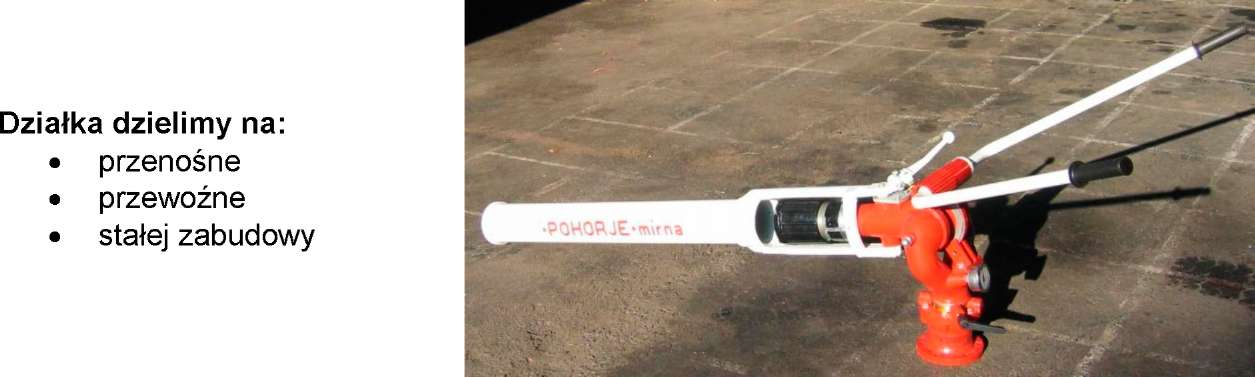 Działka dzielimy na:
• przenośne
• przewoźne
• stałej zabudowy
•POHORJE•mirna